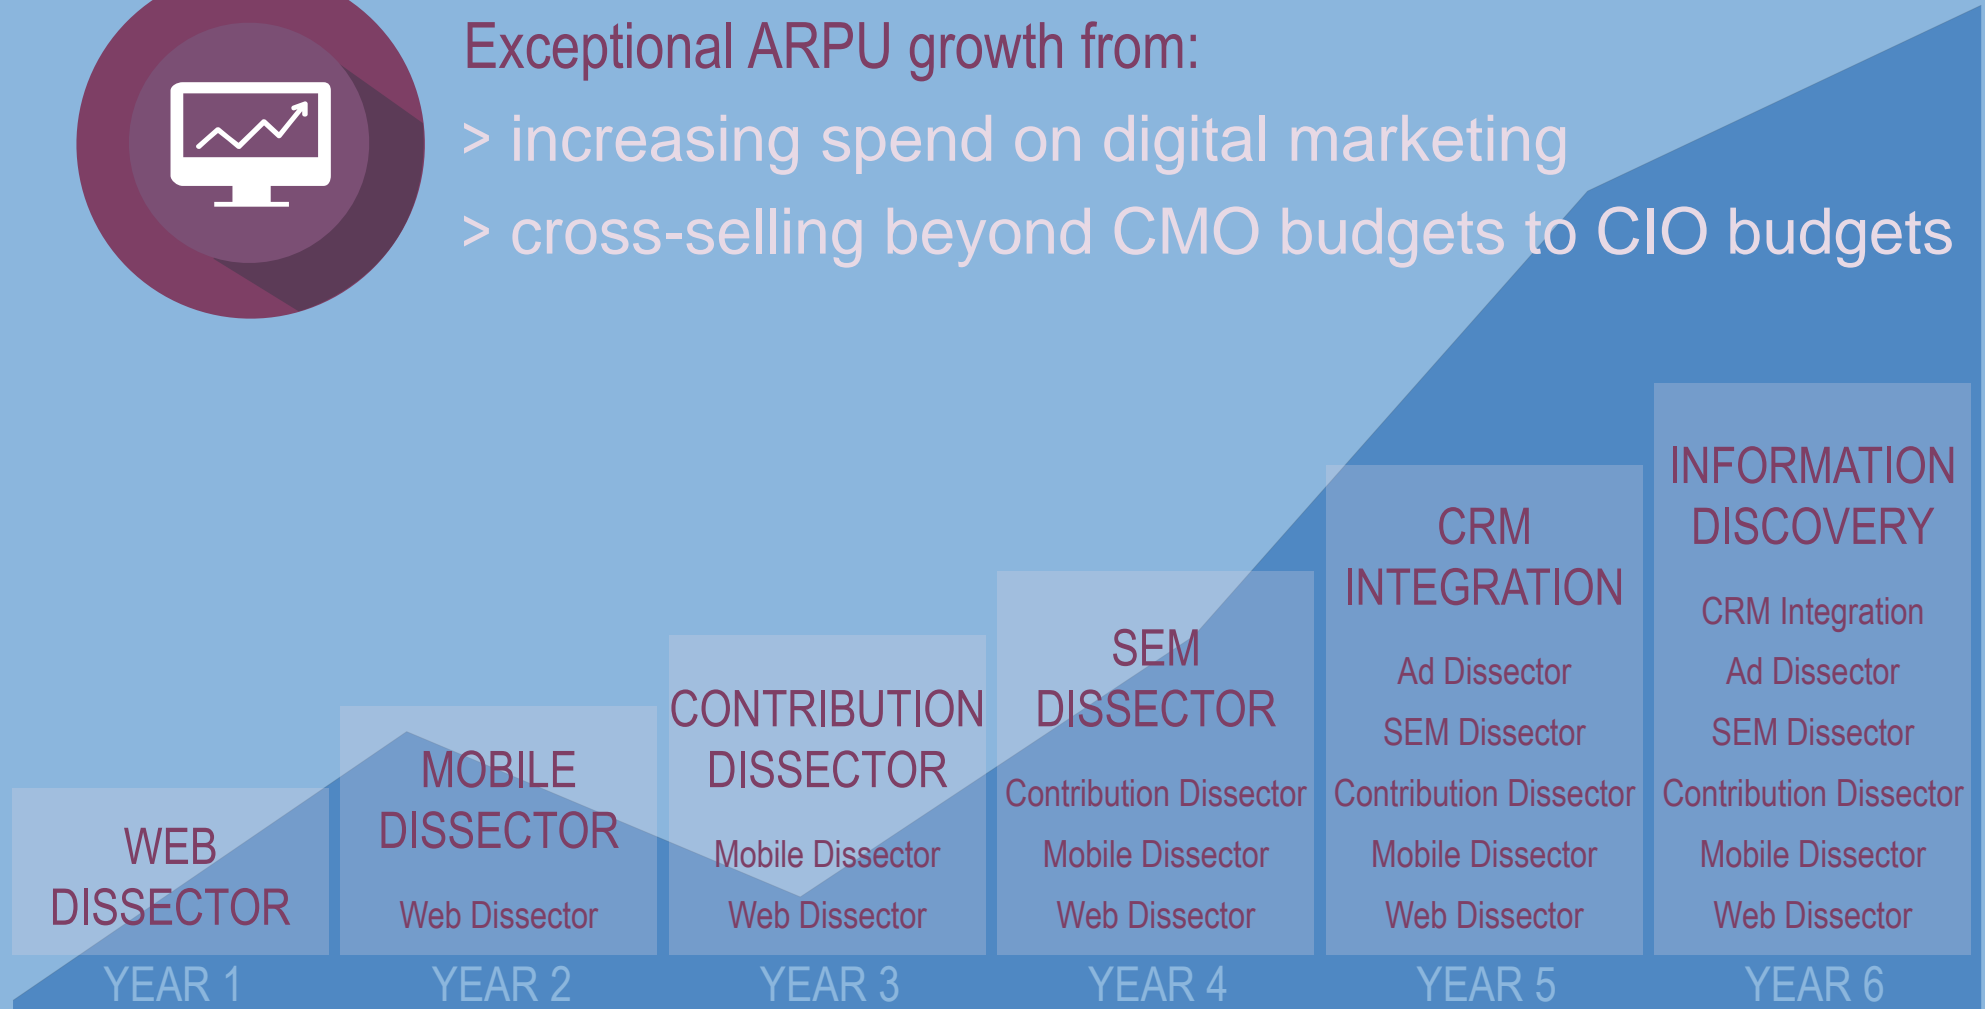 Exceptional ARPU growth from:
> increasing spend on digital marketing
> cross-selling beyond CMO budgets to CIO budgets
WEB
DISSECTOR
YEAR 1
MOBILE
DISSECTOR
Web Dissector
YEAR 2
CONTRIBUTION
DISSECTOR
Mobile Dissector
Web Dissector
YEAR 3
SEM
DISSECTOR
Contribution Dissector
Mobile Dissector
Web Dissector
YEAR 4
CRM
INTEGRATION
Ad Dissector
SEM Dissector
Contribution Dissector
Mobile Dissector
Web Dissector
YEAR 5
INFORMATION
DISCOVERY
CRM Integration
Ad Dissector
SEM Dissector
Contribution Dissector
Mobile Dissector
Web Dissector
YEAR 6